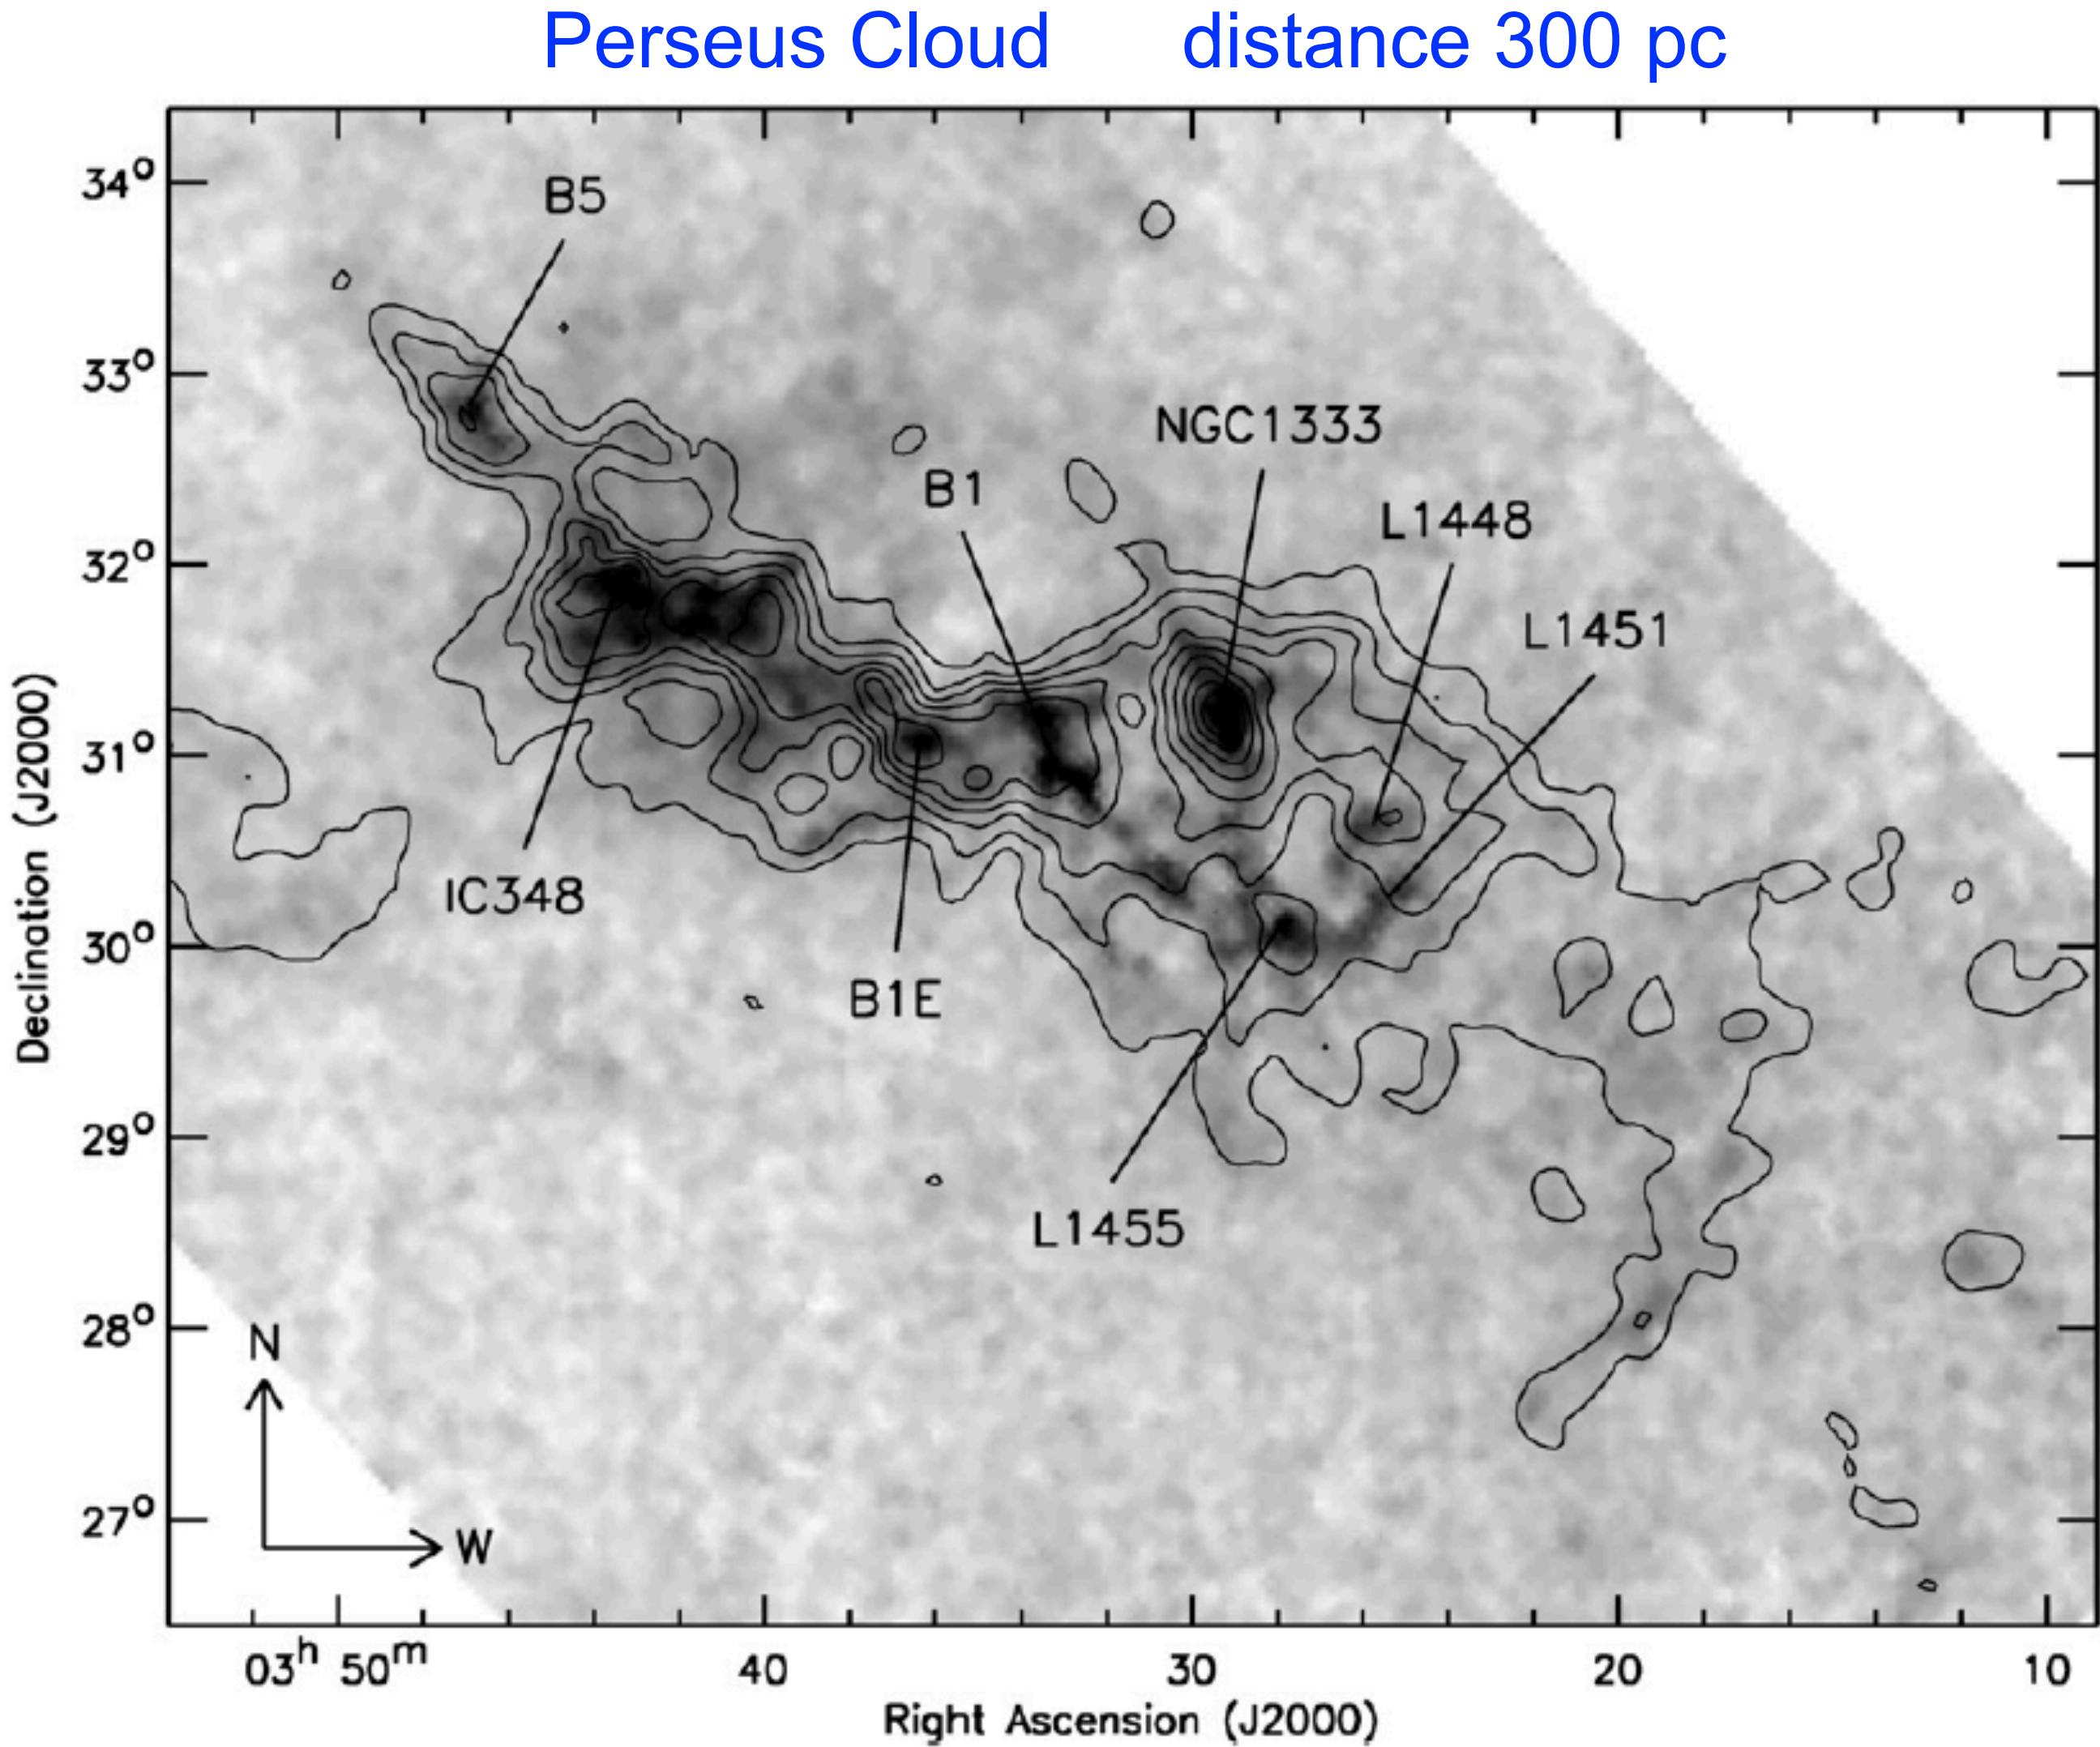 Perseus Cloud distance 300 pc
34°
B5
33°
NGC1333
B1
L1448
32°
L1451
31°
IC348
30°
B1E
29°
L1455
28°
N
27°
W
Declination (J2000)
03h 50m 40 30 20 10
Right Ascension (J2000)